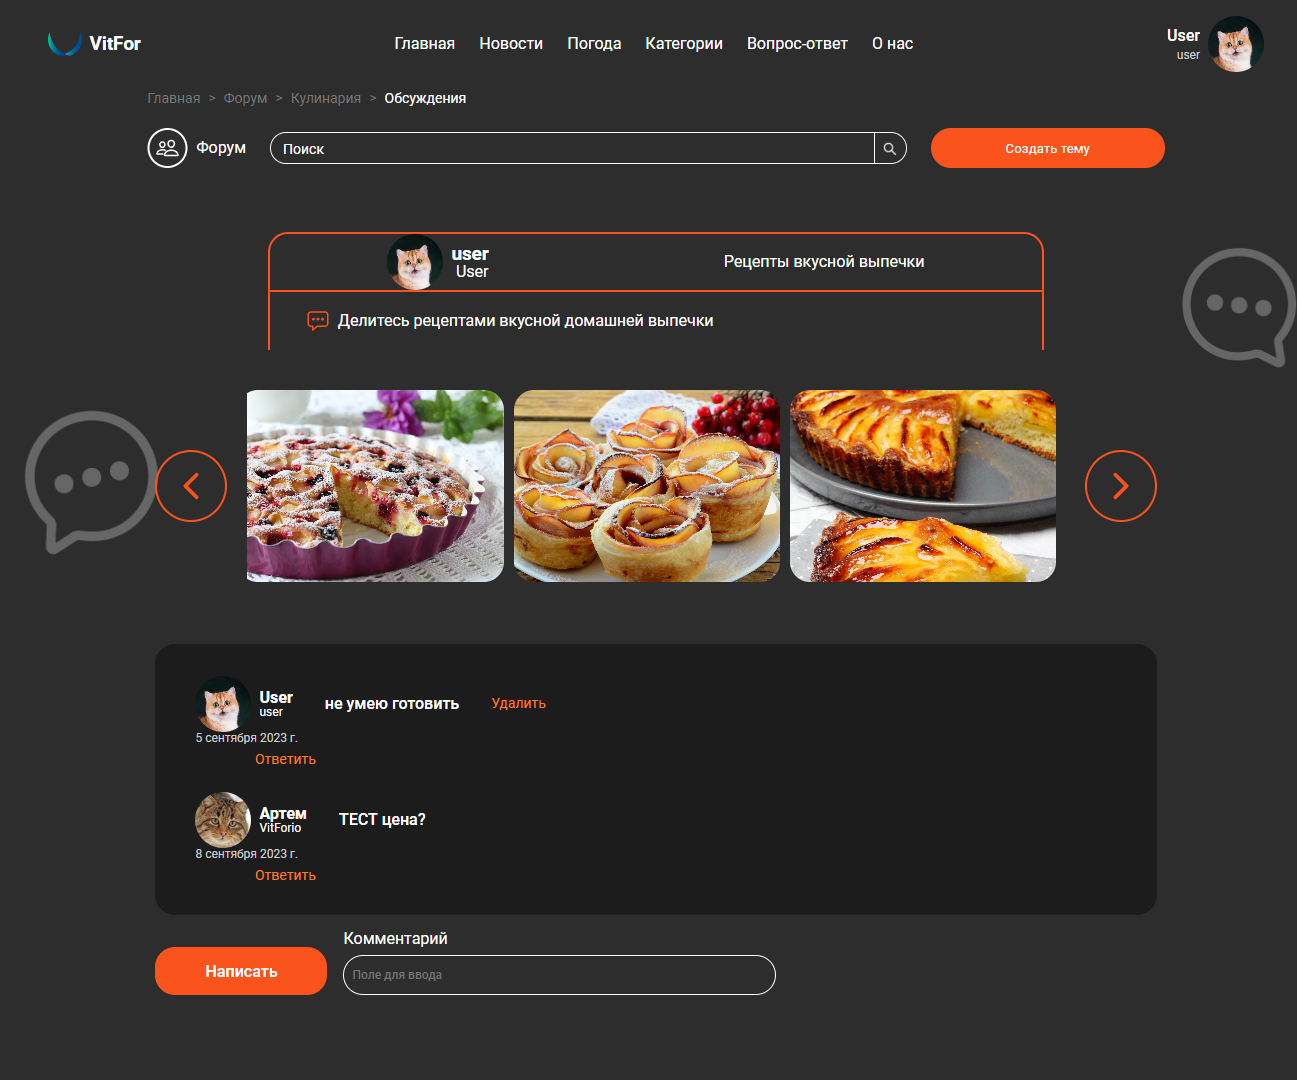 VitFor
Главная Новости Погода Категории Вопрос-ответ О нас
User
user
Главная > Форум > Кулинария > Обсуждения
Форум
Поиск
Создать тему
user
User
Рецепты вкусной выпечки
Делитесь рецептами вкусной домашней выпечки
User
user
не умею готовить
Удалить
5 сентября 2023 г.
Ответить
Артем
VitForio
ТЕСТ цена?
8 сентября 2023 г.
Ответить
Комментарий
Написать
Поле для ввода